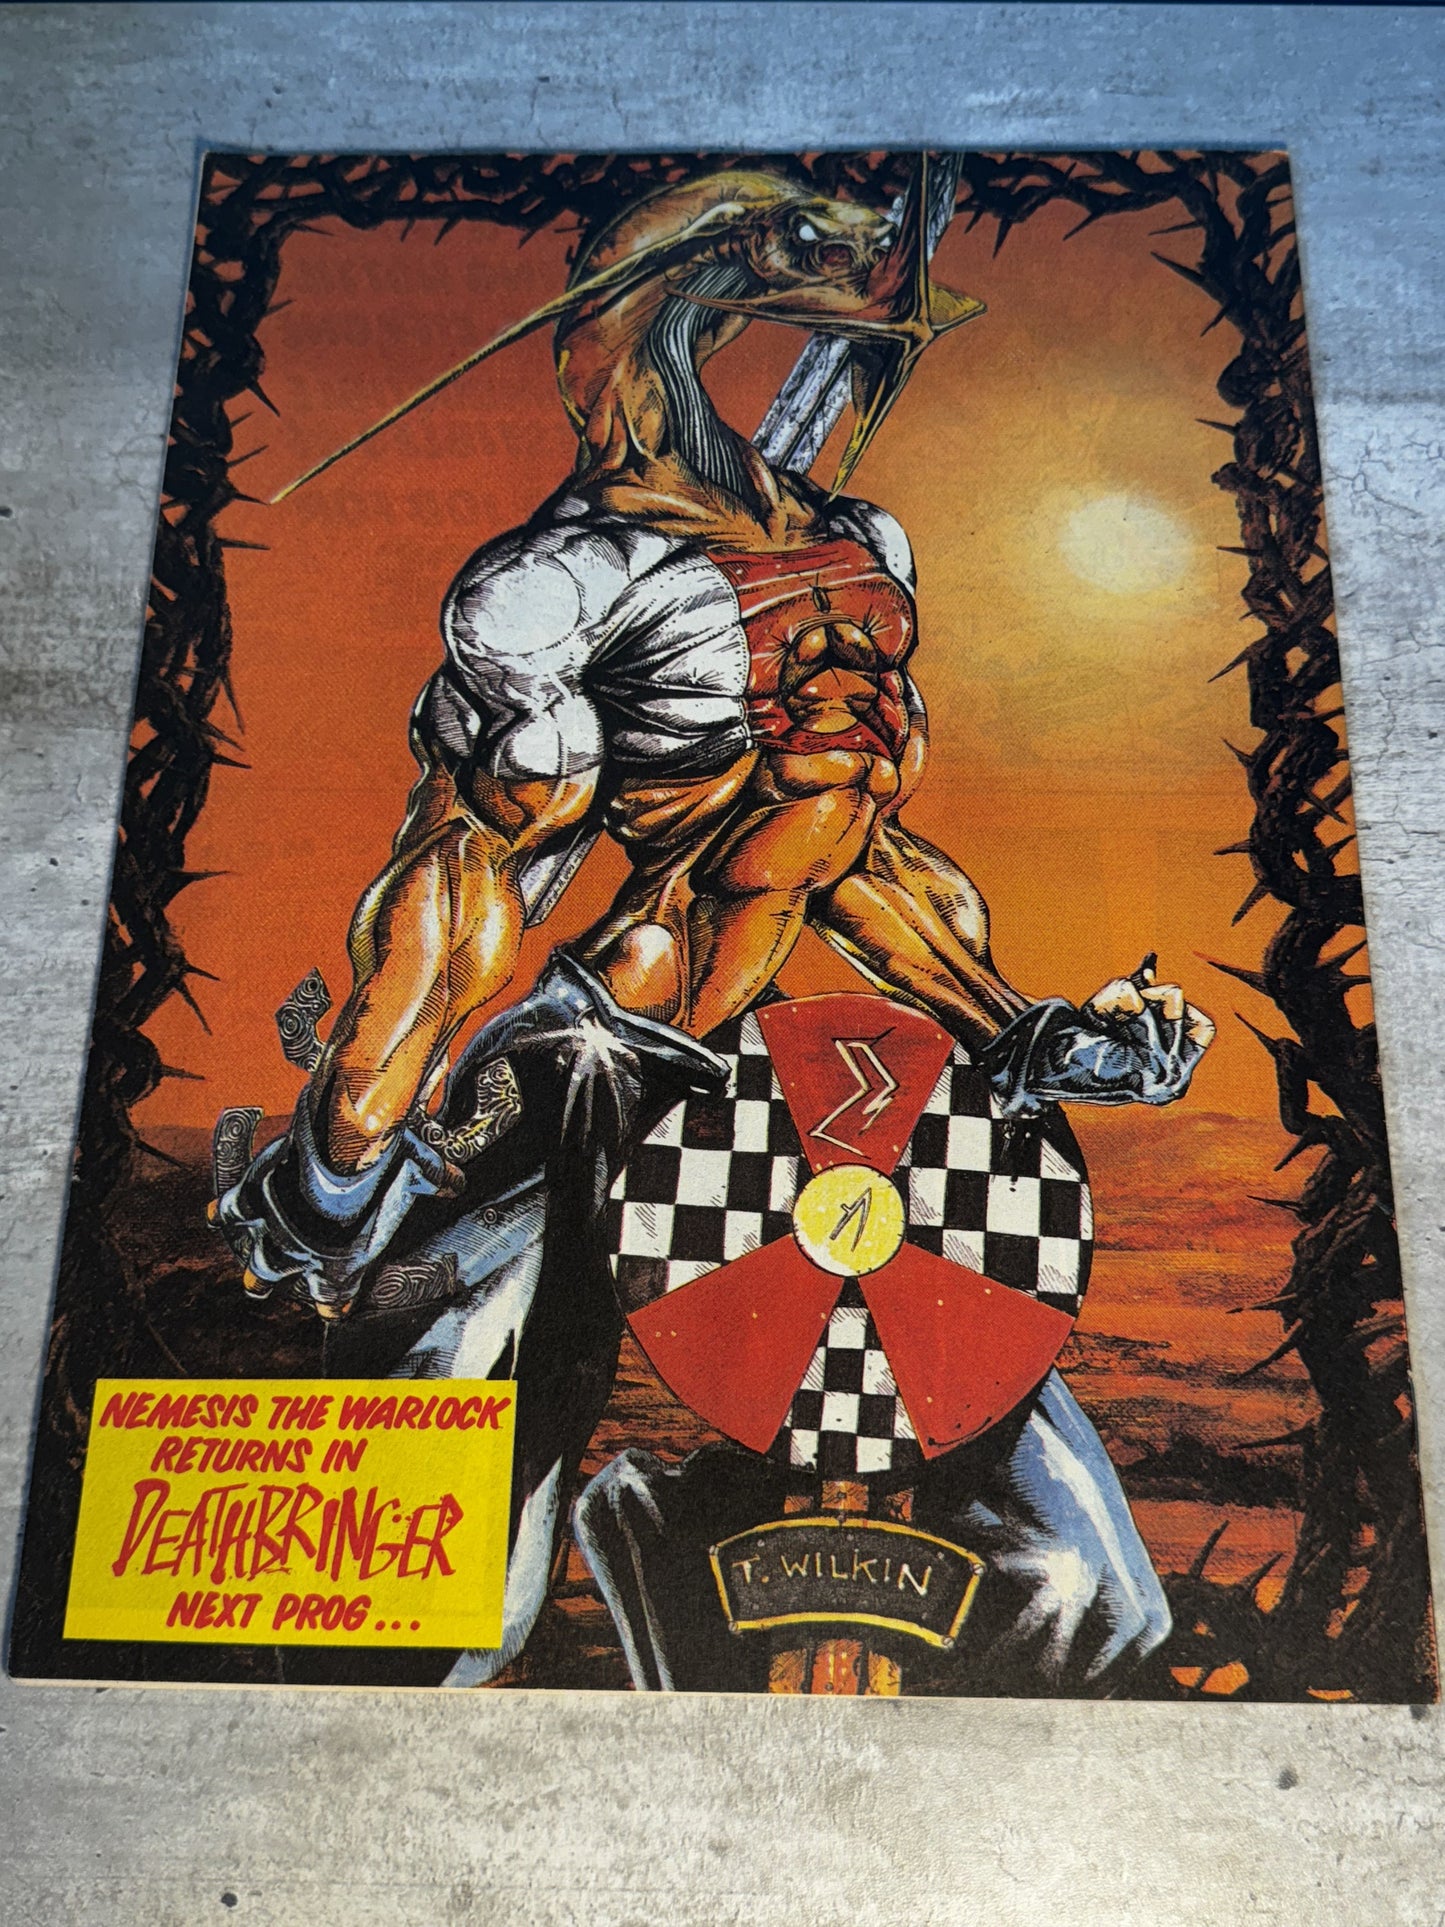 NEMESIS THE WARLOCK
RETURNS IN
DEATHBRINGER
NEXT PROG...
T. WILKIN